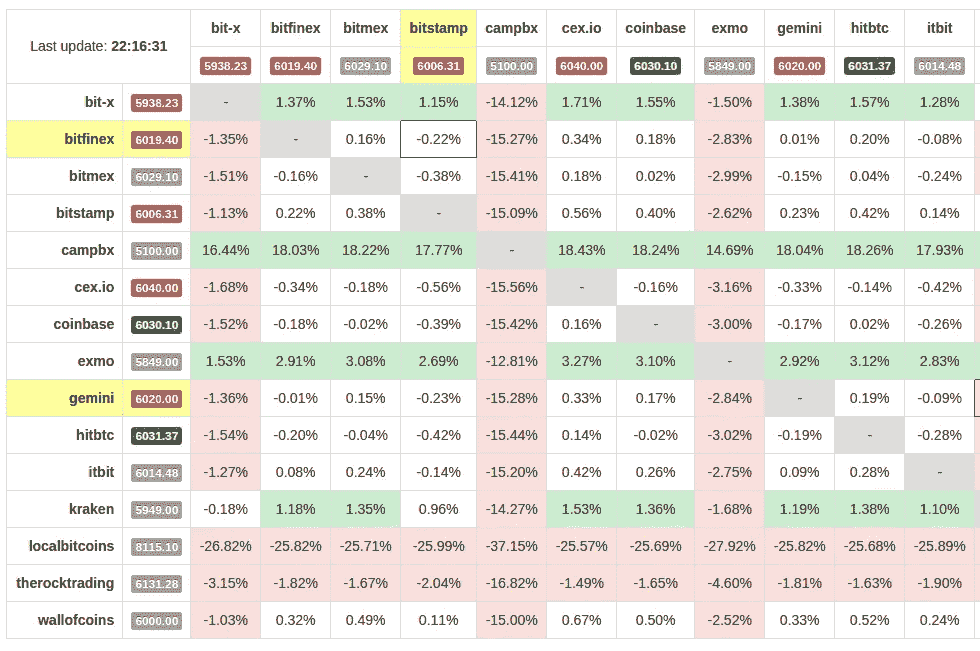 bit-x bitfinex bitmex bitstamp campbx cex.io coinbase exmo gemini hitbtc itbit
Last update: 22:16:31
5938.23 6019.40 6029.10 6006.31 5100.00 6040.00 6030.10 5849.00 6020.00 6031.37 6014.48
bit-x 5938.23 - 1.37% 1.53% 1.15% -14.12% 1.71% 1.55% -1.50% 1.38% 1.57% 1.28%
bitfinex 6019.40 -1.35% - 0.16% -0.22% -15.27% 0.34% 0.18% -2.83% 0.01% 0.20% -0.08%
bitmex 6029.10 -1.51% -0.16% - -0.38% -15.41% 0.18% 0.02% -2.99% -0.15% 0.04% -0.24%
bitstamp 6006.31 -1.13% 0.22% 0.38% - -15.09% 0.56% 0.40% -2.62% 0.23% 0.42% 0.14%
campbx 5100.00 16.44% 18.03% 18.22% 17.77% - 18.43% 18.24% 14.69% 18.04% 18.26% 17.93%
cex.io 6040.00 -1.68% -0.34% -0.18% -0.56% -15.56% - -0.16% -3.16% -0.33% -0.14% -0.42%
coinbase 6030.10 -1.52% -0.18% -0.02% -0.39% -15.42% 0.16% - -3.00% -0.17% 0.02% -0.26%
exmo 5849.00 1.53% 2.91% 3.08% 2.69% -12.81% 3.27% 3.10% - 2.92% 3.12% 2.83%
gemini 6020.00 -1.36% -0.01% 0.15% -0.23% -15.28% 0.33% 0.17% -2.84% - 0.19% -0.09%
hitbtc 6031.37 -1.54% -0.20% -0.04% -0.42% -15.44% 0.14% -0.02% -3.02% -0.19% - -0.28%
itbit 6014.48 -1.27% 0.08% 0.24% -0.14% -15.20% 0.42% 0.26% -2.75% 0.09% 0.28% -
kraken 5949.00 -0.18% 1.18% 1.35% 0.96% -14.27% 1.53% 1.36% -1.68% 1.19% 1.38% 1.10%
localbitcoins 8115.10 -26.82% -25.82% -25.71% -25.99% -37.15% -25.57% -25.69% -27.92% -25.82% -25.68% -25.89%
therocktrading 6131.28 -3.15% -1.82% -1.67% -2.04% -16.82% -1.49% -1.65% -4.60% -1.81% -1.63% -1.90%
wallofcoins 6000.00 -1.03% 0.32% 0.49% 0.11% -15.00% 0.67% 0.50% -2.52% 0.33% 0.52% 0.24%